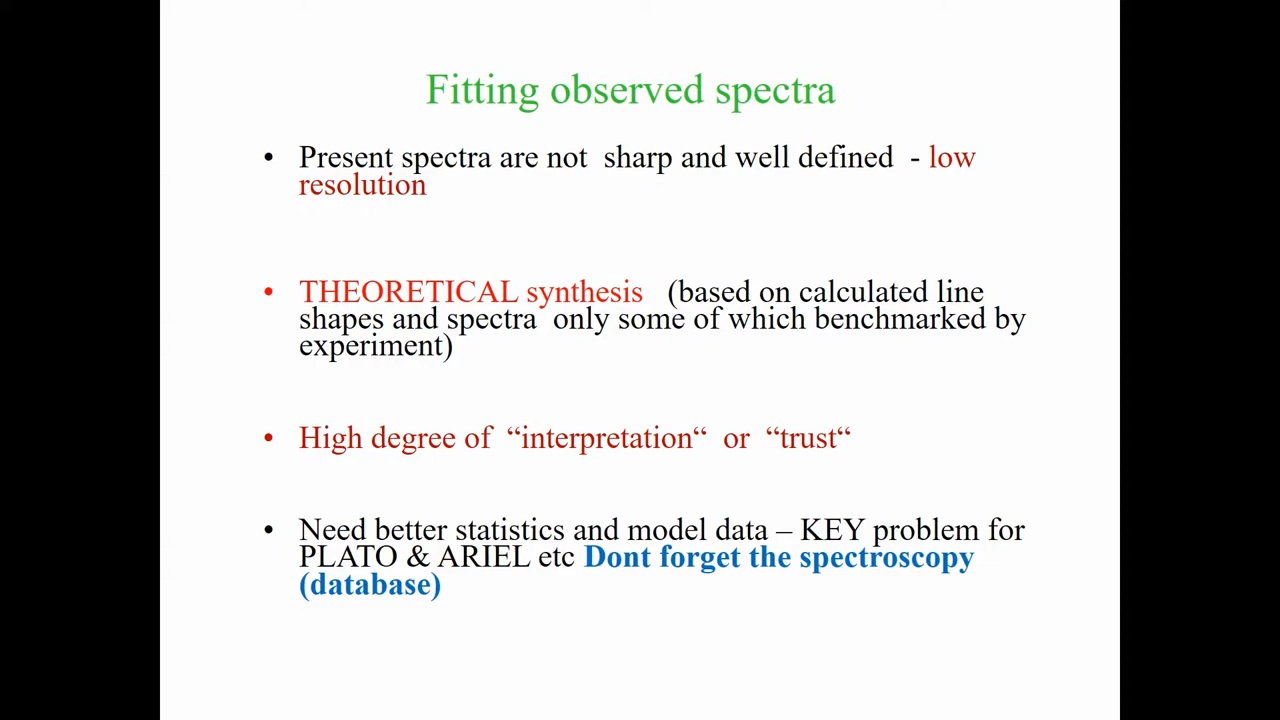 Fitting observed spectra
• Present spectra are not sharp and well defined - low
resolution
• THEORETICAL synthesis (based on calculated line
shapes and spectra only some of which benchmarked by
experiment)
• High degree of “interpretation“ or “trust“
• Need better statistics and model data – KEY problem for
PLATO & ARIEL etc Dont forget the spectroscopy
(database)